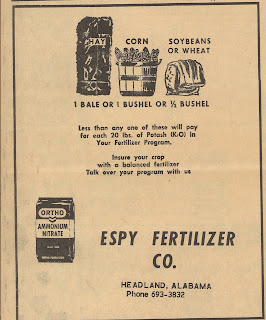 HAY
CORN
SOYBEANS
OR WHEAT
1 BALE OR 1 BUSHEL OR ½ BUSHEL
Less than any one of these will pay
for each 20 lbs. of Potash (K₂O) in
Your Fertilizer Program.
Insure your crop
with a balanced fertilizer
Talk over your program with us
ORTHO
AMMONIUM
NITRATE
ESPY FERTILIZER
CO.
HEADLAND, ALABAMA
Phone 693-3832